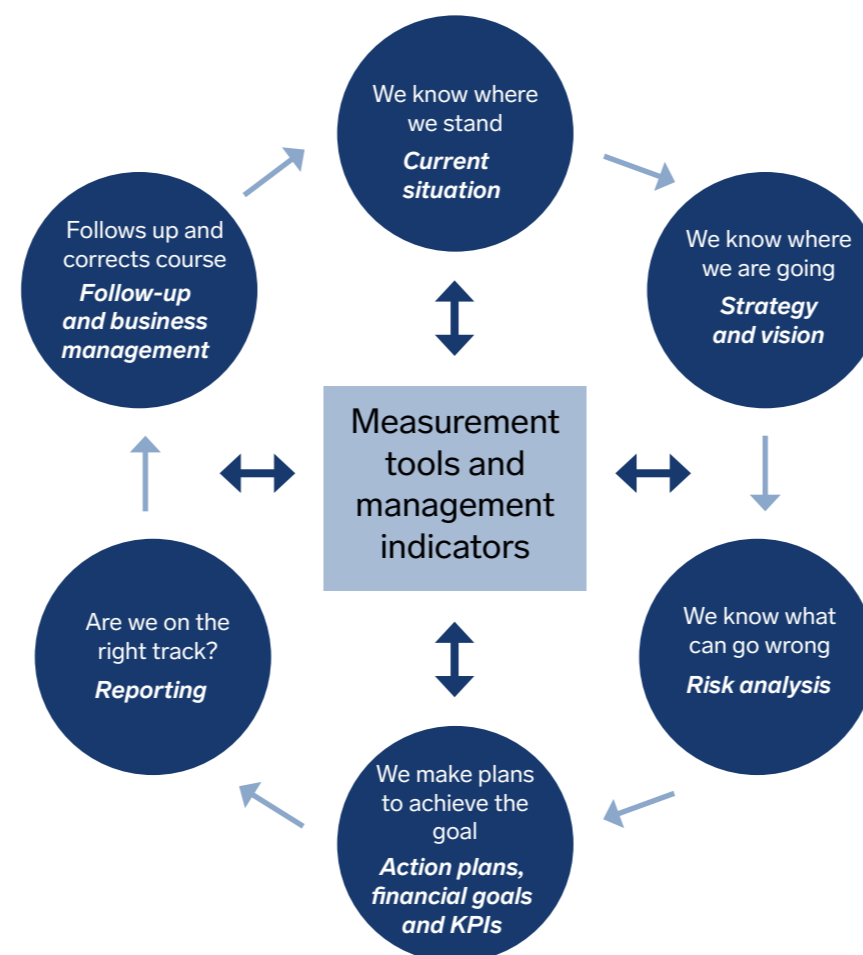 We know where
we stand
Current
situation
We know where
we are going
Strategy
and vision
We know what
can go wrong
Risk analysis
We make plans
to achieve the
goal
Action plans,
financial goals
and KPIs
Are we on the
right track?
Reporting
Follows up and
corrects course
Follow-up
and business
management
Measurement
tools and
management
indicators